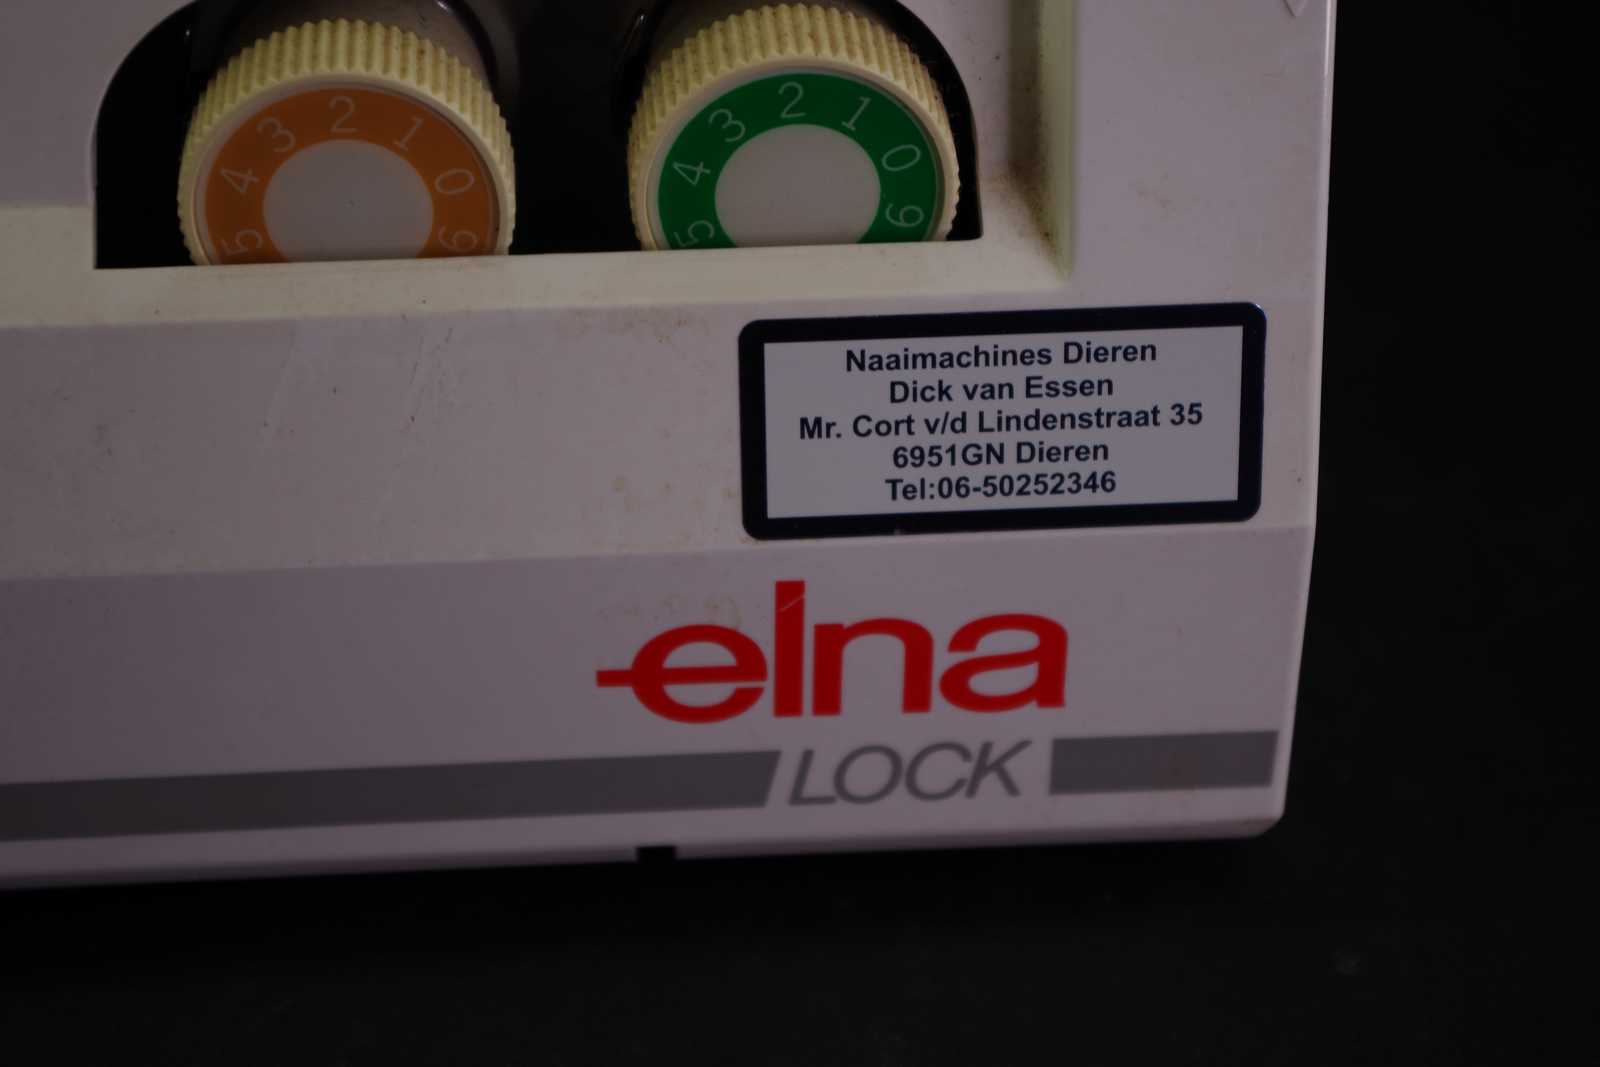 5 4 3 2 1 0 9
5 4 3 2 1 0 9
Naaimachines Dieren
Dick van Essen
Mr. Cort v/d Lindenstraat 35
6951GN Dieren
Tel:06-50252346
elna
LOCK